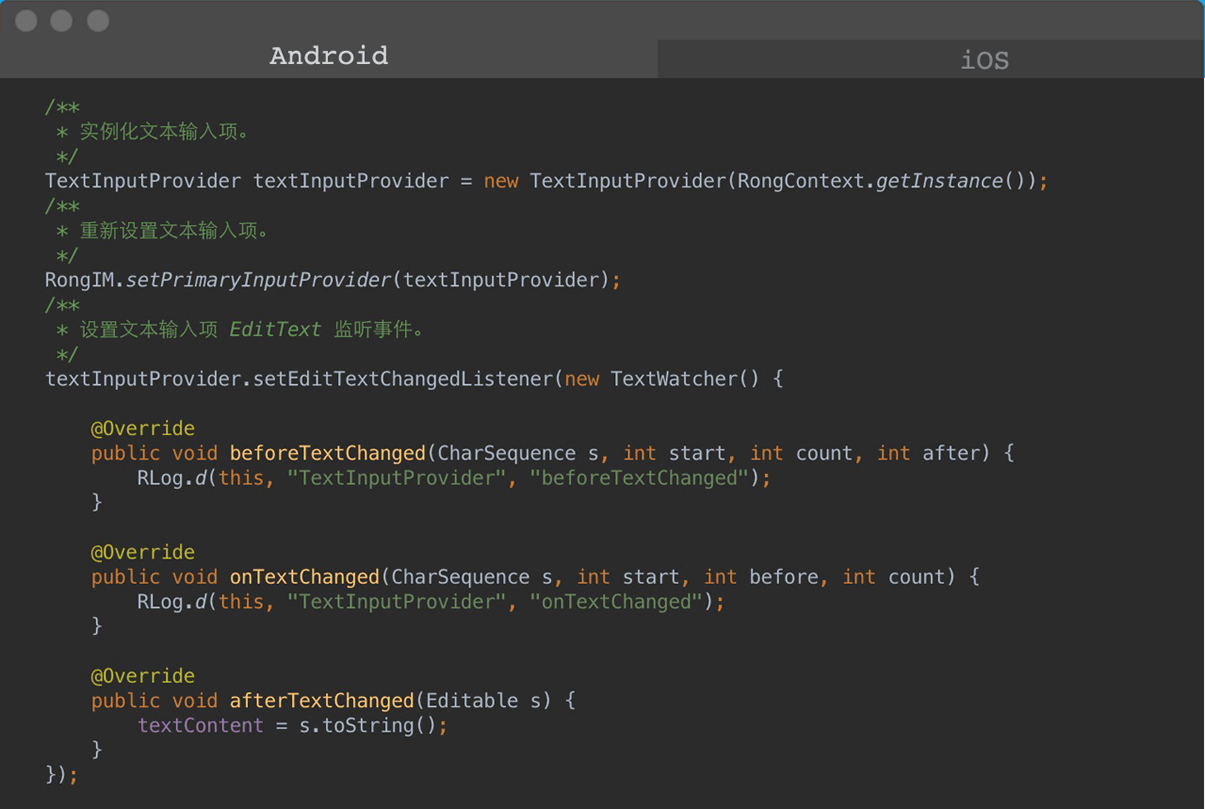 Android
iOS
/**
 * 实例化文本输入项。
 */
TextInputProvider textInputProvider = new TextInputProvider(RongContext.getInstance());
/**
 * 重新设置文本输入项。
 */
RongIM.setPrimaryInputProvider(textInputProvider);
/**
 * 设置文本输入项 EditText 监听事件。
 */
textInputProvider.setEditTextChangedListener(new TextWatcher() {
    @Override
    public void beforeTextChanged(CharSequence s, int start, int count, int after) {
        RLog.d(this, "TextInputProvider", "beforeTextChanged");
    }
    @Override
    public void onTextChanged(CharSequence s, int start, int before, int count) {
        RLog.d(this, "TextInputProvider", "onTextChanged");
    }
    @Override
    public void afterTextChanged(Editable s) {
        textContent = s.toString();
    }
});